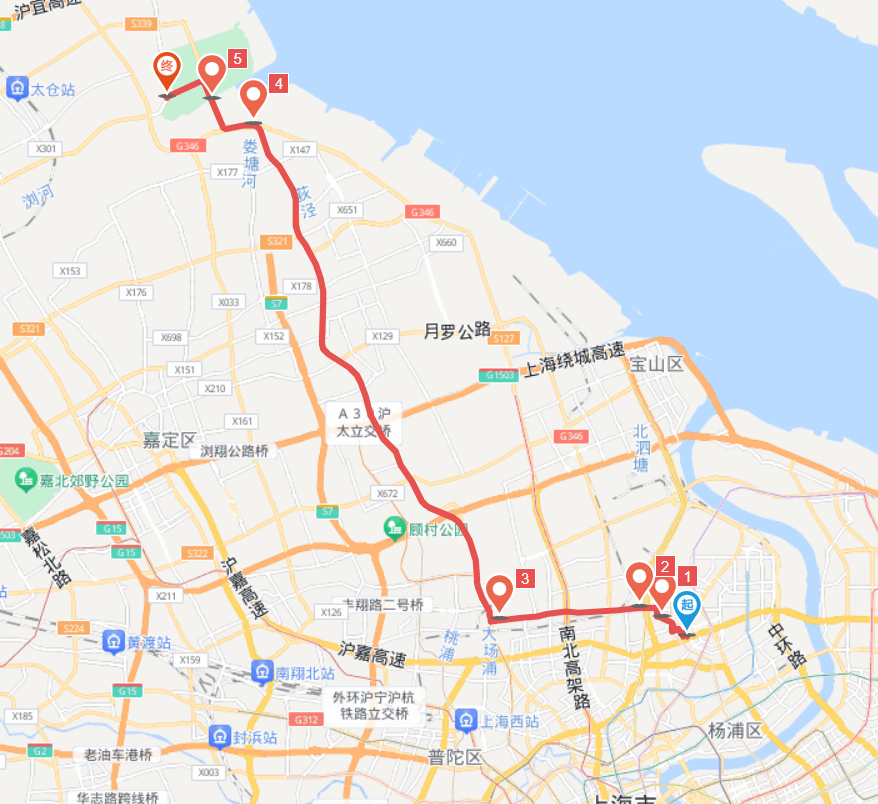 沪宜高速
S339
终
5
4
太仓站
X301
G346
娄
塘
河
X147
X177
浏河
荻
泾
X651
G346
S321
X660
X153
X176
X178
X033
S7
S321
X698
X152
X129
月罗公路
S127
上海绕城高速
宝山区
X151
G1503
X210
A30沪
太立交桥
嘉定区
X161
G204
浏翔公路桥
G346
北
泗
塘
嘉北郊野公园
X672
G15
S7
顾村公园
G15
嘉松北路
S322
沪嘉高速
3
2
1
起
X211
X126
丰翔路二号桥
S224
黄渡站
桃
浦
大
场
浦
南北高架路
中环路
X159
沪嘉高速
南翔北站
G15
外环沪宁沪杭
铁路立交桥
X185
G312
上海西站
封浜站
杨浦区
G2
老油车港桥
普陀区
X003
华志路跨线桥
上海市